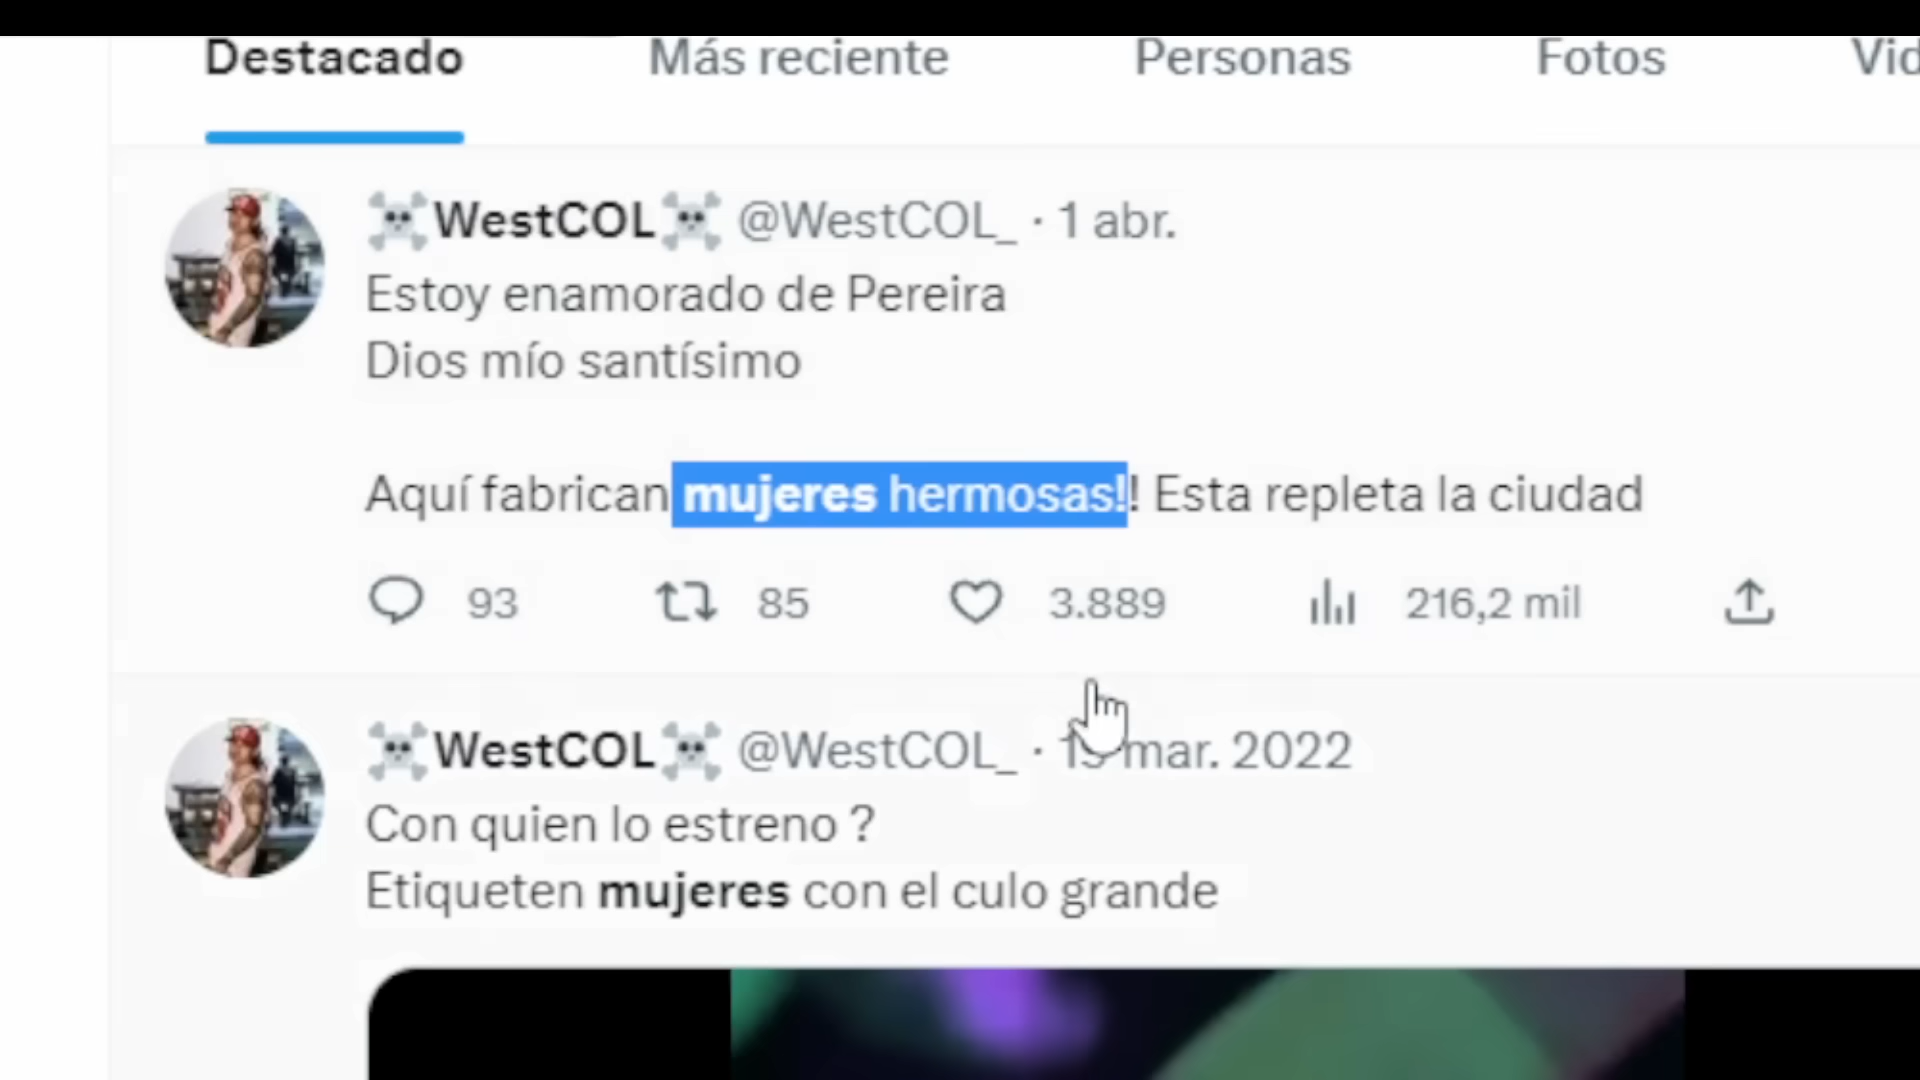 Destacado Más reciente Personas Fotos
☠️WestCOL☠️ @WestCOL_ · 1 abr.
Estoy enamorado de Pereira
Dios mío santísimo
Aquí fabrican mujeres hermosas!! Esta repleta la ciudad
93 85 3.889 216,2 mil
☠️WestCOL☠️ @WestCOL_ · mar. 2022
Con quien lo estreno ?
Etiqueten mujeres con el culo grande